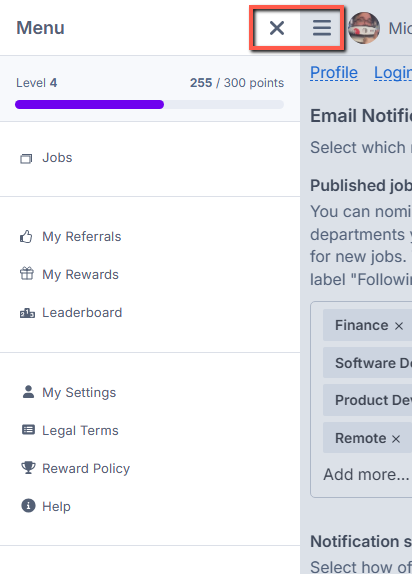 Menu
Level 4
255 / 300 points
Jobs
My Referrals
My Rewards
Leaderboard
My Settings
Legal Terms
Reward Policy
Help
Mic
Profile Login
Email Notific
Select which
Published job
You can nomi
departments y
for new jobs.
label "Followin
Finance ×
Software De
Product Dev
Remote ×
Add more...
Notification s
Select how of